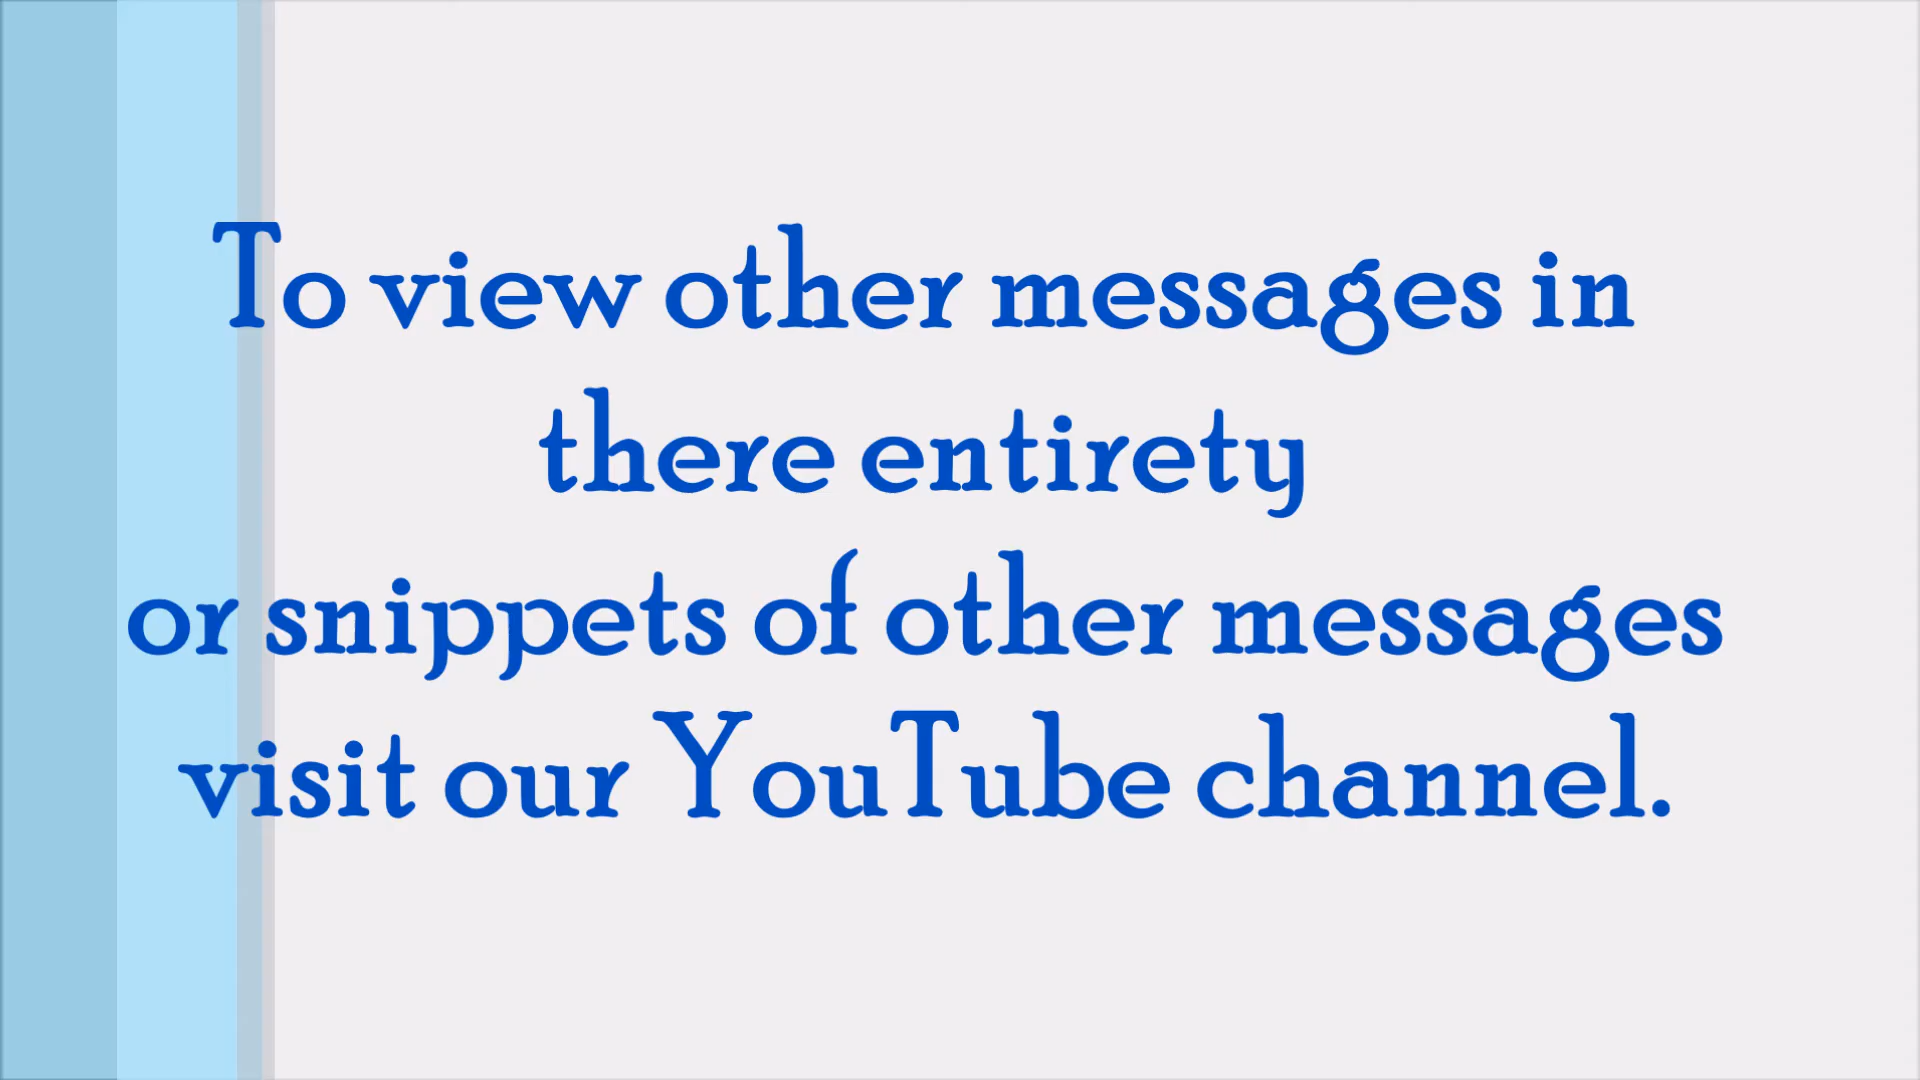 To view other messages in
there entirety
or snippets of other messages
visit our YouTube channel.